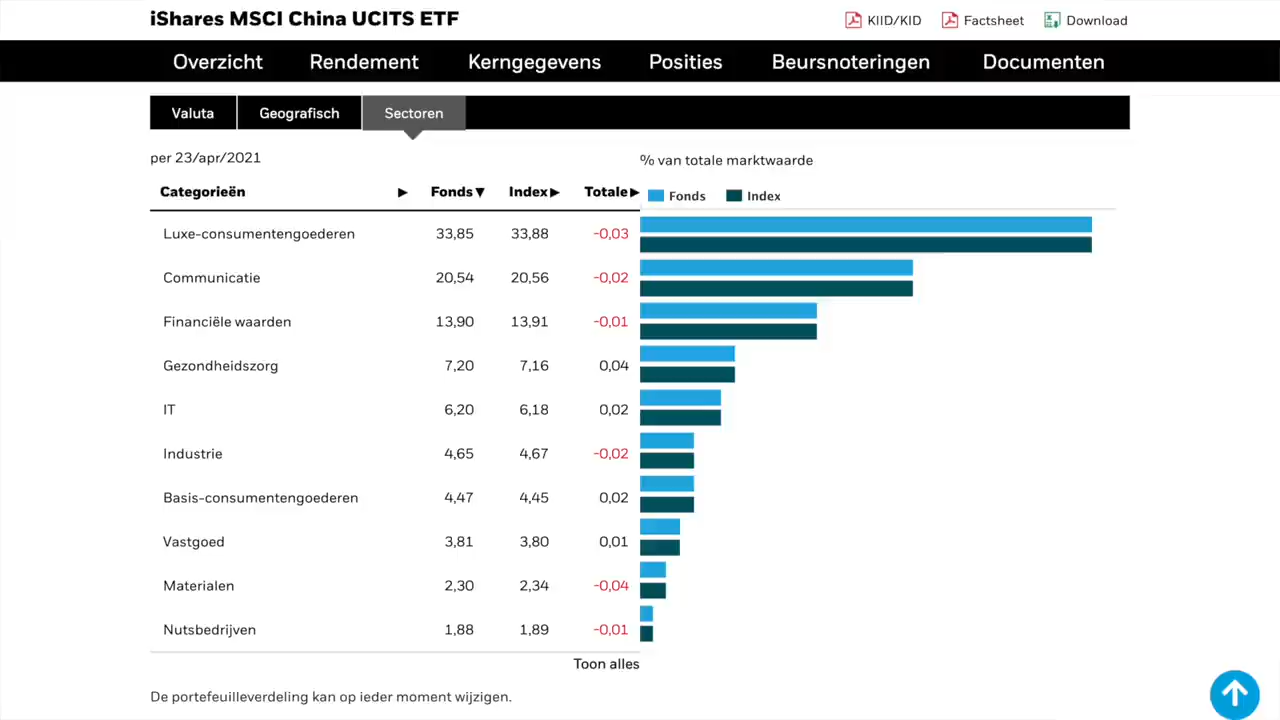 iShares MSCI China UCITS ETF
KIID/KID Factsheet Download
Overzicht Rendement Kerngegevens Posities Beursnoteringen Documenten
Valuta Geografisch Sectoren
per 23/apr/2021
% van totale marktwaarde
Categorieën ▶ Fonds▼ Index▶ Totale▶
Fonds Index
Luxe-consumentengoederen 33,85 33,88 -0,03
Communicatie 20,54 20,56 -0,02
Financiële waarden 13,90 13,91 -0,01
Gezondheidszorg 7,20 7,16 0,04
IT 6,20 6,18 0,02
Industrie 4,65 4,67 -0,02
Basis-consumentengoederen 4,47 4,45 0,02
Vastgoed 3,81 3,80 0,01
Materialen 2,30 2,34 -0,04
Nutsbedrijven 1,88 1,89 -0,01
Toon alles
De portefeuilleverdeling kan op ieder moment wijzigen.